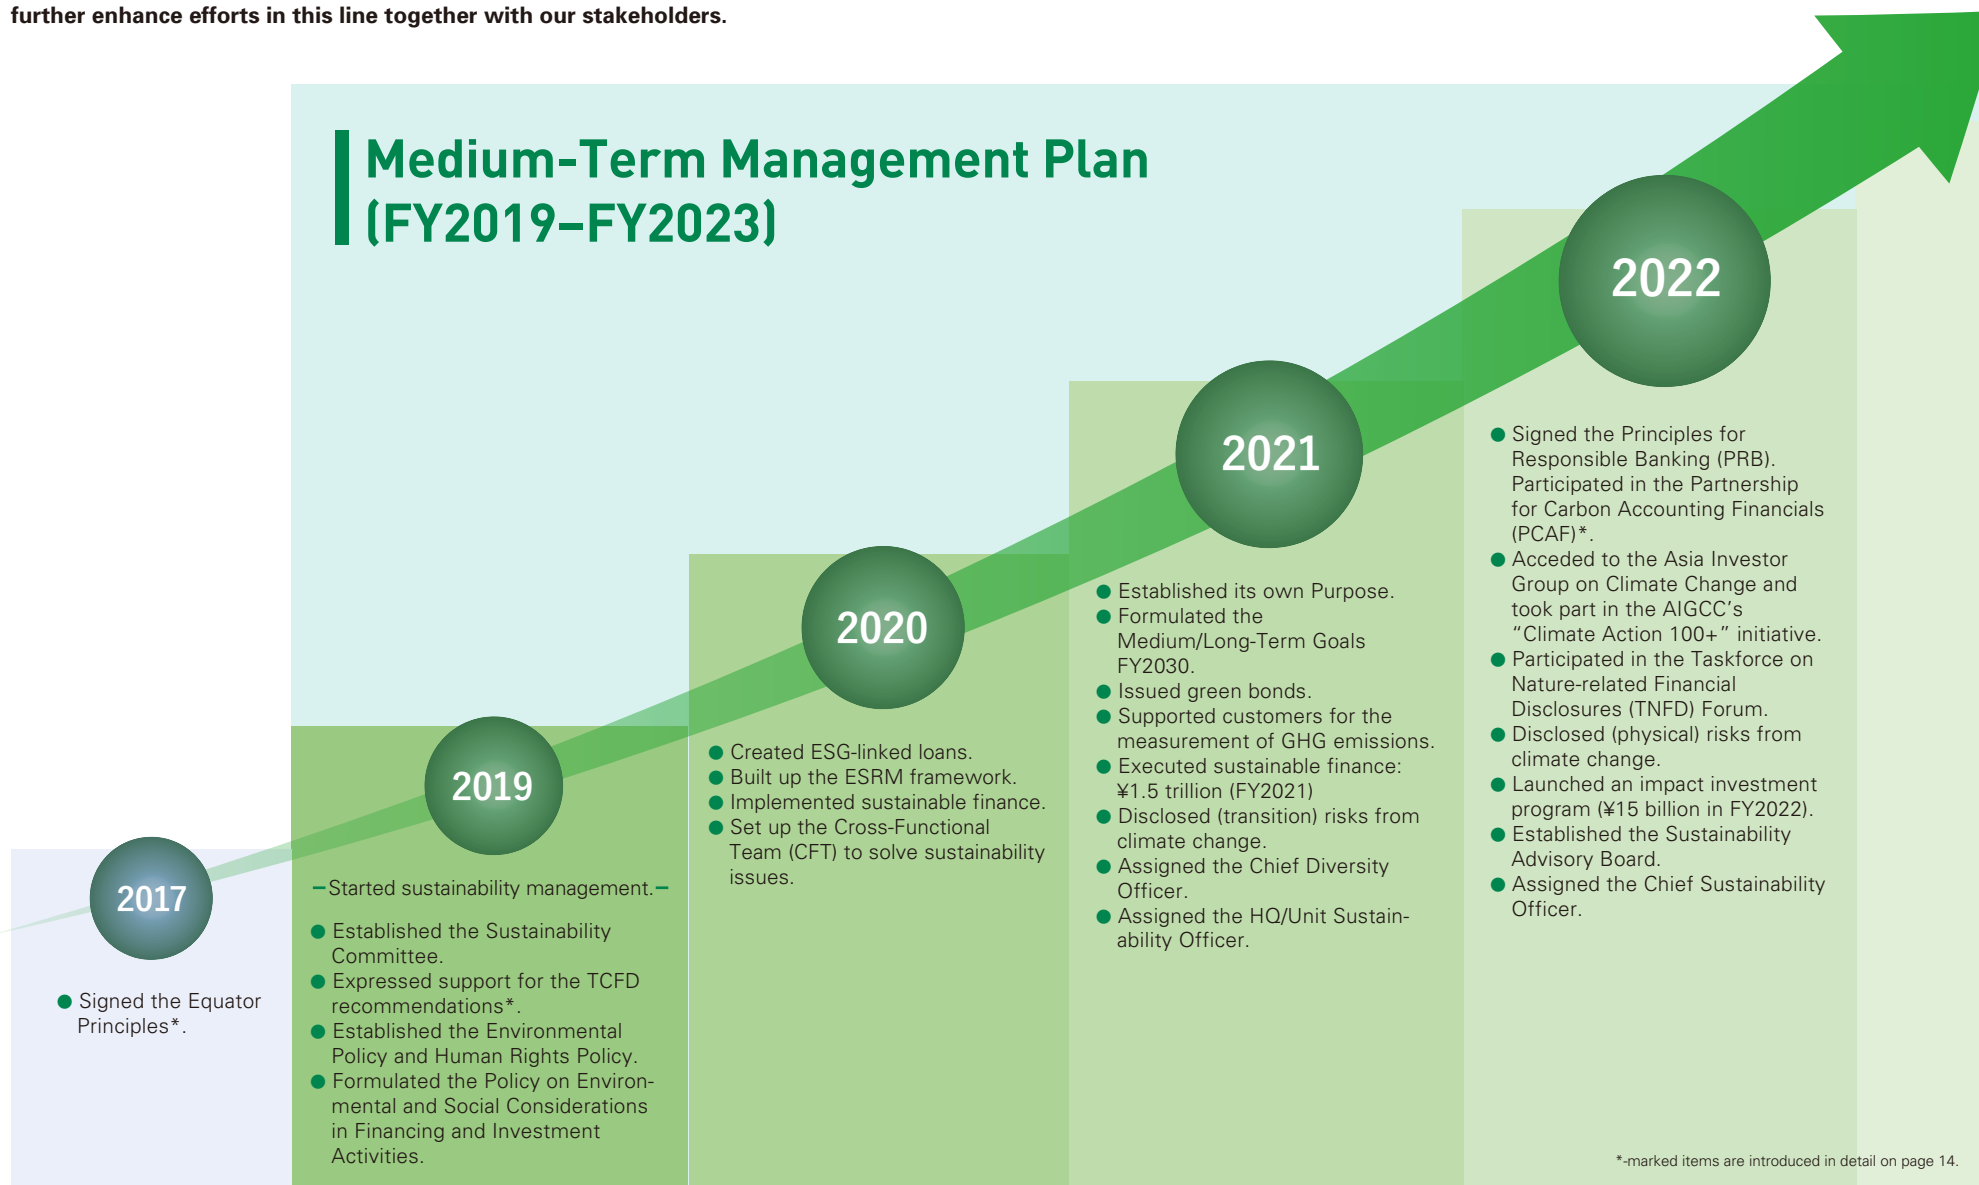 further enhance efforts in this line together with our stakeholders.
Medium-Term Management Plan
(FY2019–FY2023)
2017
● Signed the Equator
Principles*.
2019
–Started sustainability management.–
● Established the Sustainability
Committee.
● Expressed support for the TCFD
recommendations*.
● Established the Environmental
Policy and Human Rights Policy.
● Formulated the Policy on Environ-
mental and Social Considerations
in Financing and Investment
Activities.
2020
● Created ESG-linked loans.
● Built up the ESRM framework.
● Implemented sustainable finance.
● Set up the Cross-Functional
Team (CFT) to solve sustainability
issues.
2021
● Established its own Purpose.
● Formulated the
Medium/Long-Term Goals
FY2030.
● Issued green bonds.
● Supported customers for the
measurement of GHG emissions.
● Executed sustainable finance:
¥1.5 trillion (FY2021)
● Disclosed (transition) risks from
climate change.
● Assigned the Chief Diversity
Officer.
● Assigned the HQ/Unit Sustain-
ability Officer.
2022
● Signed the Principles for
Responsible Banking (PRB).
Participated in the Partnership
for Carbon Accounting Financials
(PCAF)*.
● Acceded to the Asia Investor
Group on Climate Change and
took part in the AIGCC’s
“Climate Action 100+” initiative.
● Participated in the Taskforce on
Nature-related Financial
Disclosures (TNFD) Forum.
● Disclosed (physical) risks from
climate change.
● Launched an impact investment
program (¥15 billion in FY2022).
● Established the Sustainability
Advisory Board.
● Assigned the Chief Sustainability
Officer.
*-marked items are introduced in detail on page 14.